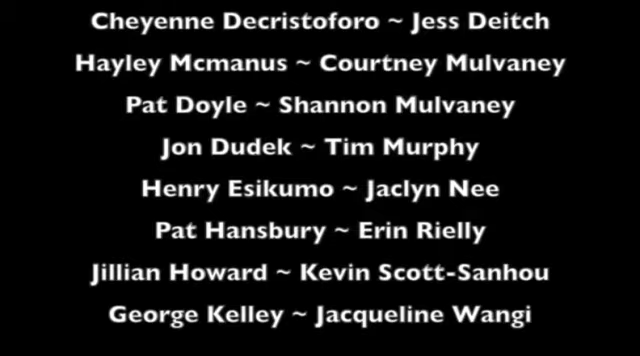 Cheyenne Decristoforo ~ Jess Deitch
Hayley Mcmanus ~ Courtney Mulvaney
Pat Doyle ~ Shannon Mulvaney
Jon Dudek ~ Tim Murphy
Henry Esikumo ~ Jaclyn Nee
Pat Hansbury ~ Erin Rielly
Jillian Howard ~ Kevin Scott-Sanhou
George Kelley ~ Jacqueline Wangi